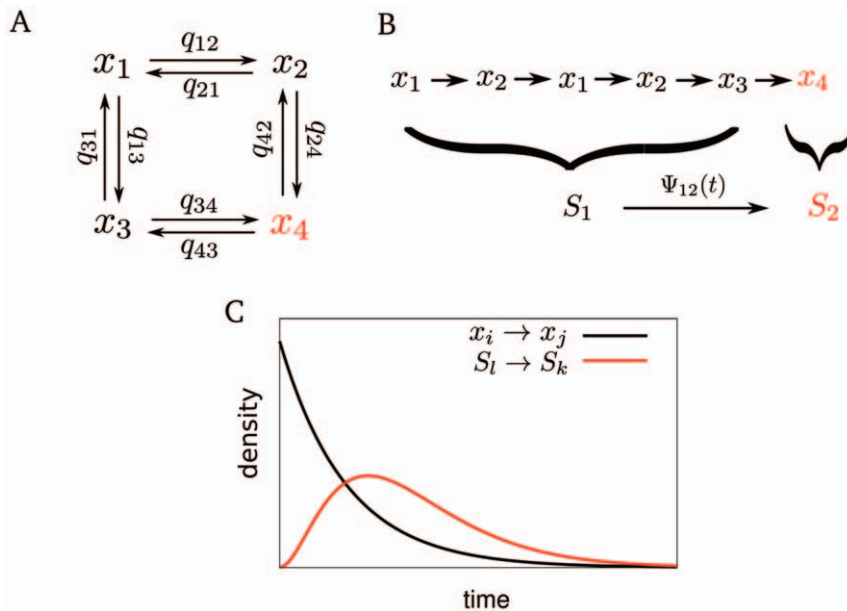 A
x₁ q₁₂ x₂
q₂₁
q₃₁ q₁₃ q₄₂ q₂₄
x₃ q₃₄ x₄
q₄₃
B
x₁ → x₂ → x₁ → x₂ → x₃ → x₄
S₁ Ψ₁₂(t) S₂
C
xᵢ → xⱼ
Sₗ → Sₖ
density
time